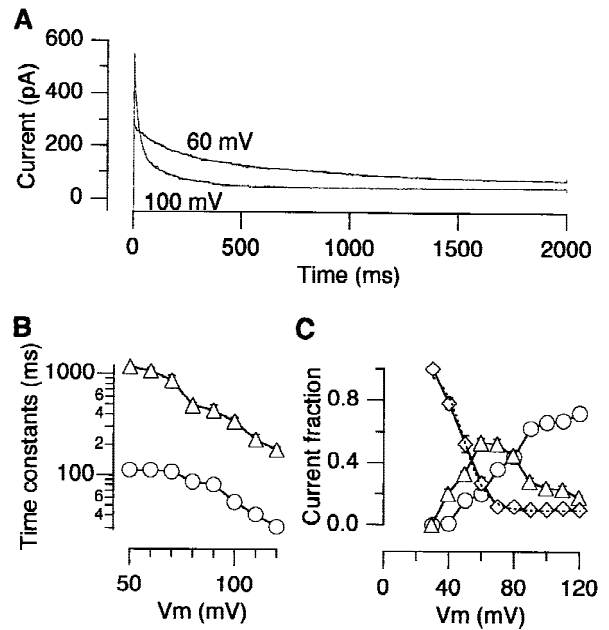 A
Current (pA)
600
400
200
0
60 mV
100 mV
0 500 1000 1500 2000
Time (ms)
B
Time constants (ms)
1000
6
4
2
100
6
4
50 100
Vm (mV)
C
Current fraction
0.8
0.4
0.0
0 40 80 120
Vm (mV)